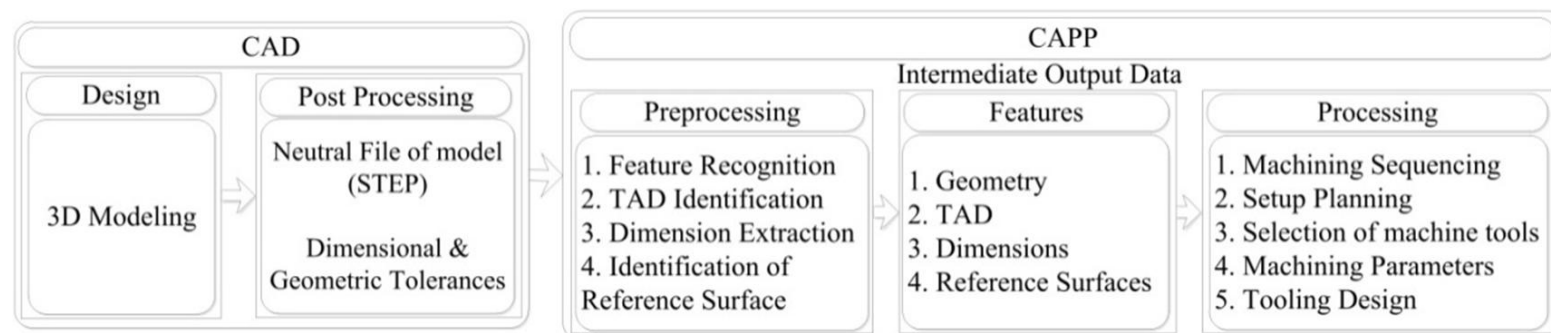 CAD
Design
3D Modeling
Post Processing
Neutral File of model
(STEP)
Dimensional &
Geometric Tolerances
CAPP
Intermediate Output Data
Preprocessing
1. Feature Recognition
2. TAD Identification
3. Dimension Extraction
4. Identification of
Reference Surface
Features
1. Geometry
2. TAD
3. Dimensions
4. Reference Surfaces
Processing
1. Machining Sequencing
2. Setup Planning
3. Selection of machine tools
4. Machining Parameters
5. Tooling Design